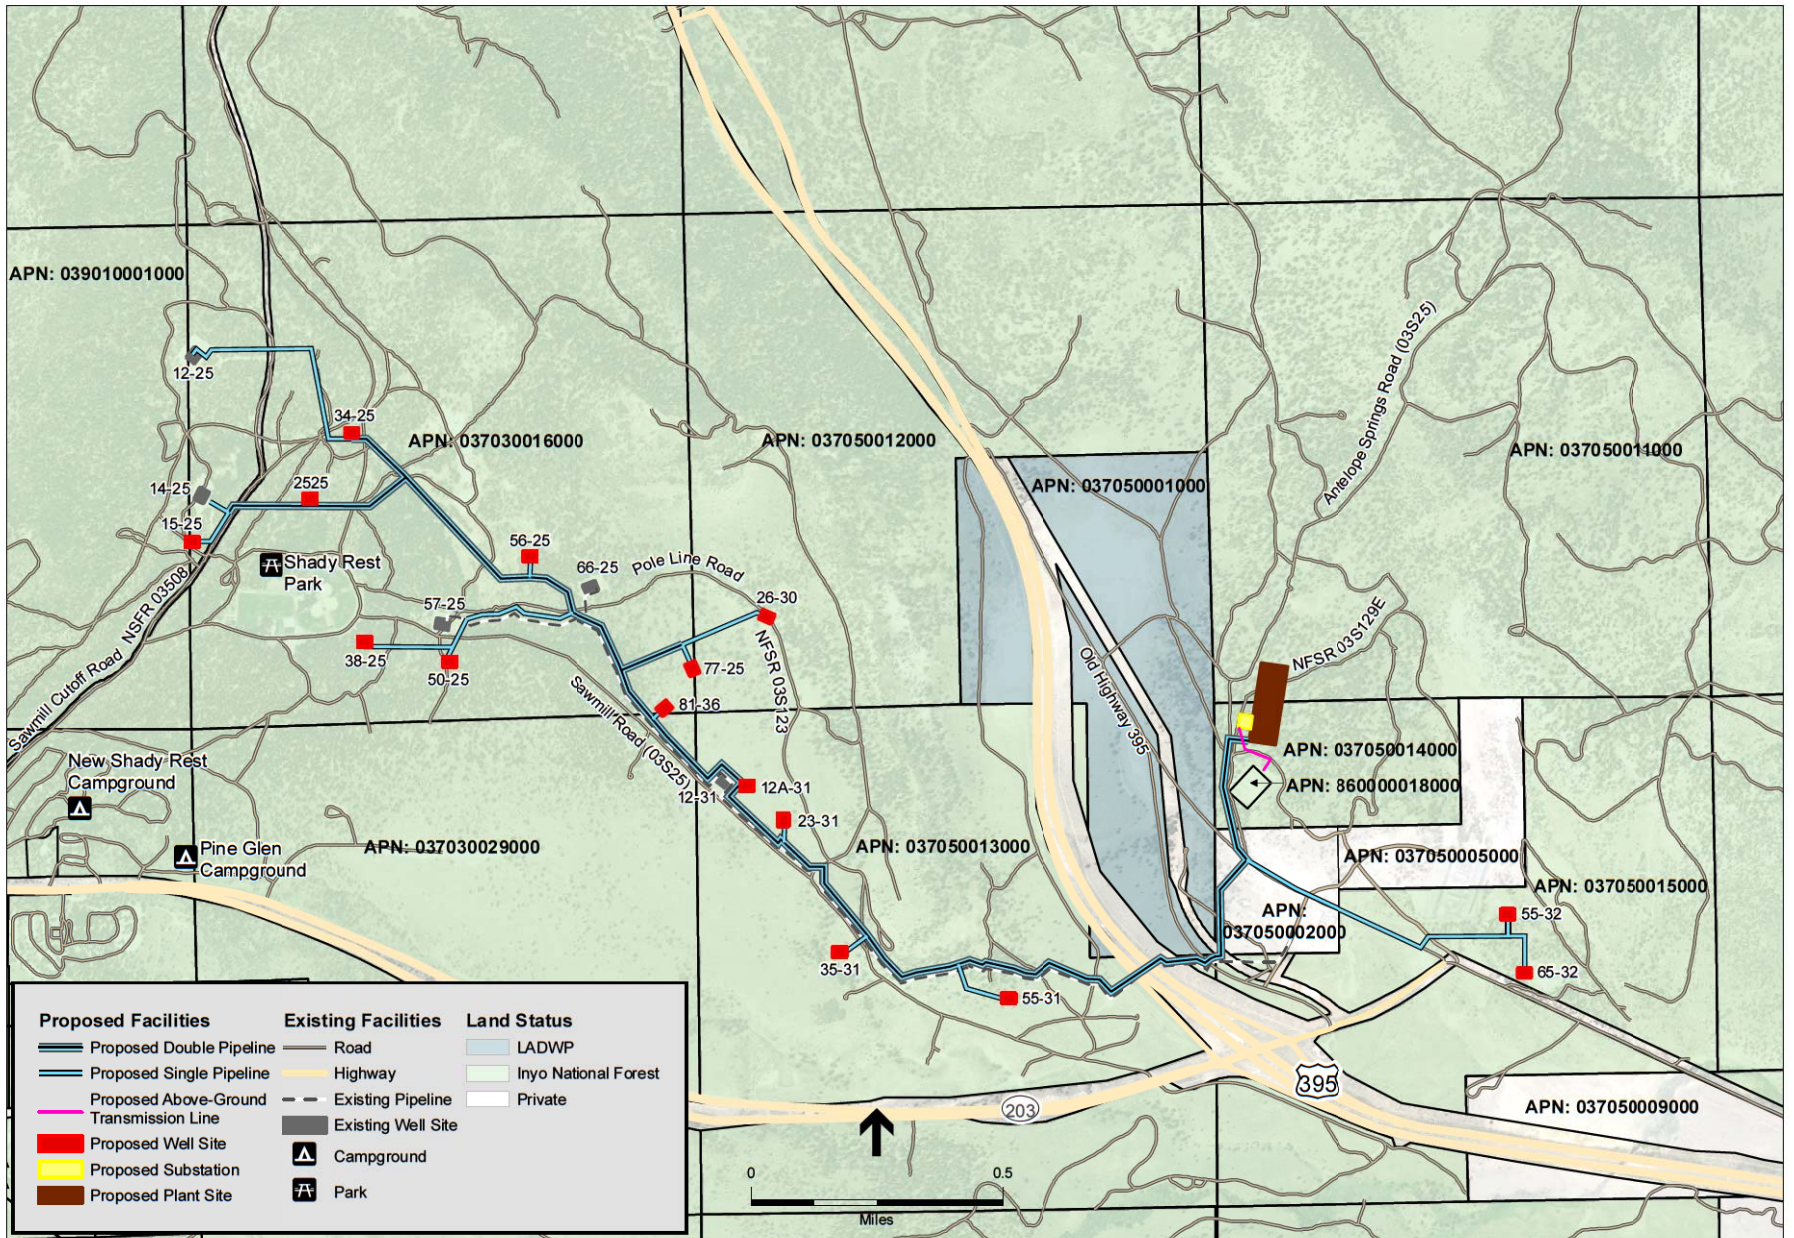 APN: 039010001000
12-25
34-25
APN: 037030016000
APN: 037050012000
APN: 037050001000
Antelope Springs Road (03S25)
APN: 037050011000
14-25
2525
15-25
Shady Rest
Park
56-25
66-25
Pole Line Road
57-25
26-30
NSFR 03508
Sawmill Cutoff Road
38-25
50-25
77-25
NFSR 03S123
81-36
Sawmill Road (03S25)
Old Highway 395
NFSR 03S129E
New Shady Rest
Campground
12-31
12A-31
APN: 037050014000
APN: 860000018000
23-31
Pine Glen
Campground
APN: 037030029000
APN: 037050013000
APN: 037050005000
APN: 037050015000
APN:
037050002000
55-32
35-31
65-32
55-31
395
203
APN: 037050009000
Proposed Facilities
Proposed Double Pipeline
Proposed Single Pipeline
Proposed Above-Ground
Transmission Line
Proposed Well Site
Proposed Substation
Proposed Plant Site
Existing Facilities
Road
Highway
Existing Pipeline
Existing Well Site
Campground
Park
Land Status
LADWP
Inyo National Forest
Private
0
0.5
Miles